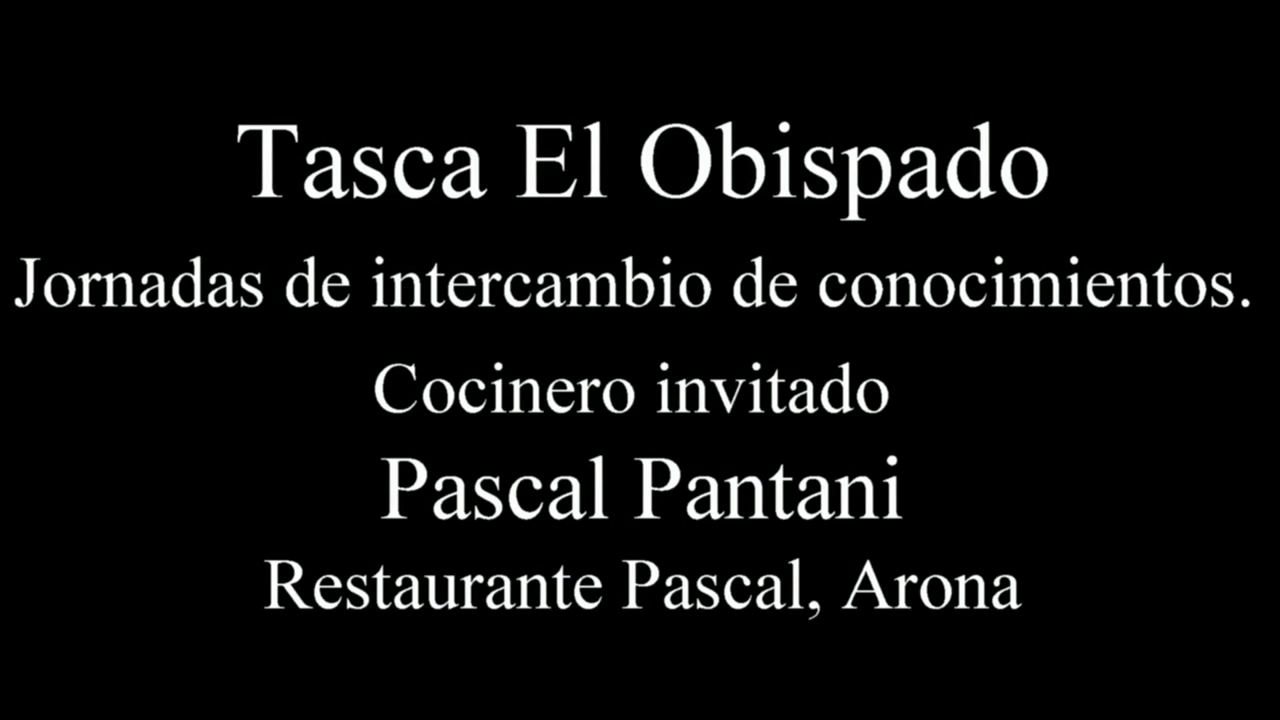 Tasca El Obispado
Jornadas de intercambio de conocimientos.
Cocinero invitado
Pascal Pantani
Restaurante Pascal, Arona